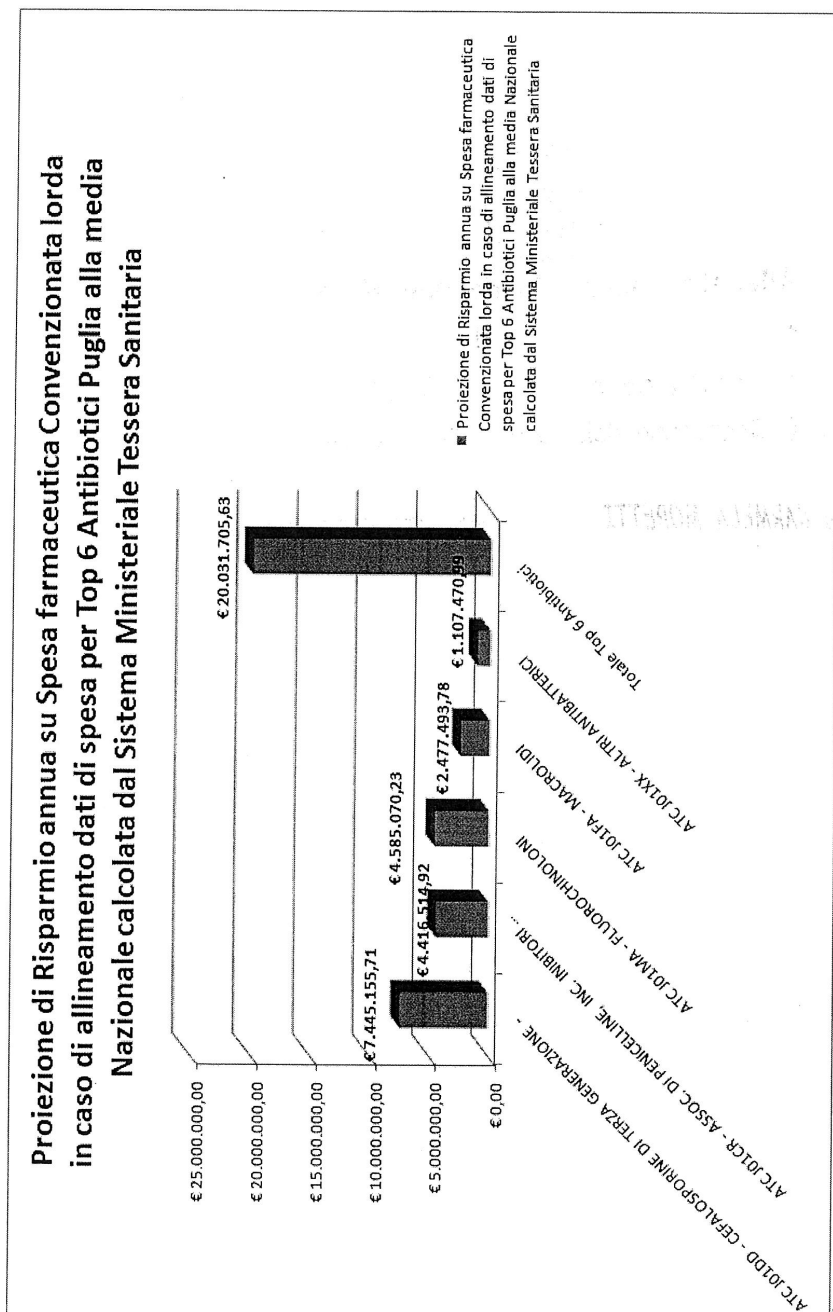 Proiezione di Risparmio annua su Spesa farmaceutica Convenzionata lorda
in caso di allineamento dati di spesa per Top 6 Antibiotici Puglia alla media
Nazionale calcolata dal Sistema Ministeriale Tessera Sanitaria
€ 25.000.000,00
€ 20.000.000,00
€ 15.000.000,00
€ 10.000.000,00
€ 5.000.000,00
€ 0,00
€ 7.445.155,71
€ 4.416.514,92
€ 4.585.070,23
€ 2.477.493,78
€ 1.107.470,99
€ 20.031.705,63
ATC J01DD - CEFALOSPORINE DI TERZA GENERAZIONE -
ATC J01CR - ASSOC. DI PENICELLINE, INC. INIBITORI ...
ATC J01MA - FLUOROCHINOLONI
ATC J01FA - MACROLIDI
ATC J01XX - ALTRI ANTIBATTERICI
Totale Top 6 Antibiotici
Proiezione di Risparmio annua su Spesa farmaceutica
Convenzionata lorda in caso di allineamento dati di
spesa per Top 6 Antibiotici Puglia alla media Nazionale
calcolata dal Sistema Ministeriale Tessera Sanitaria